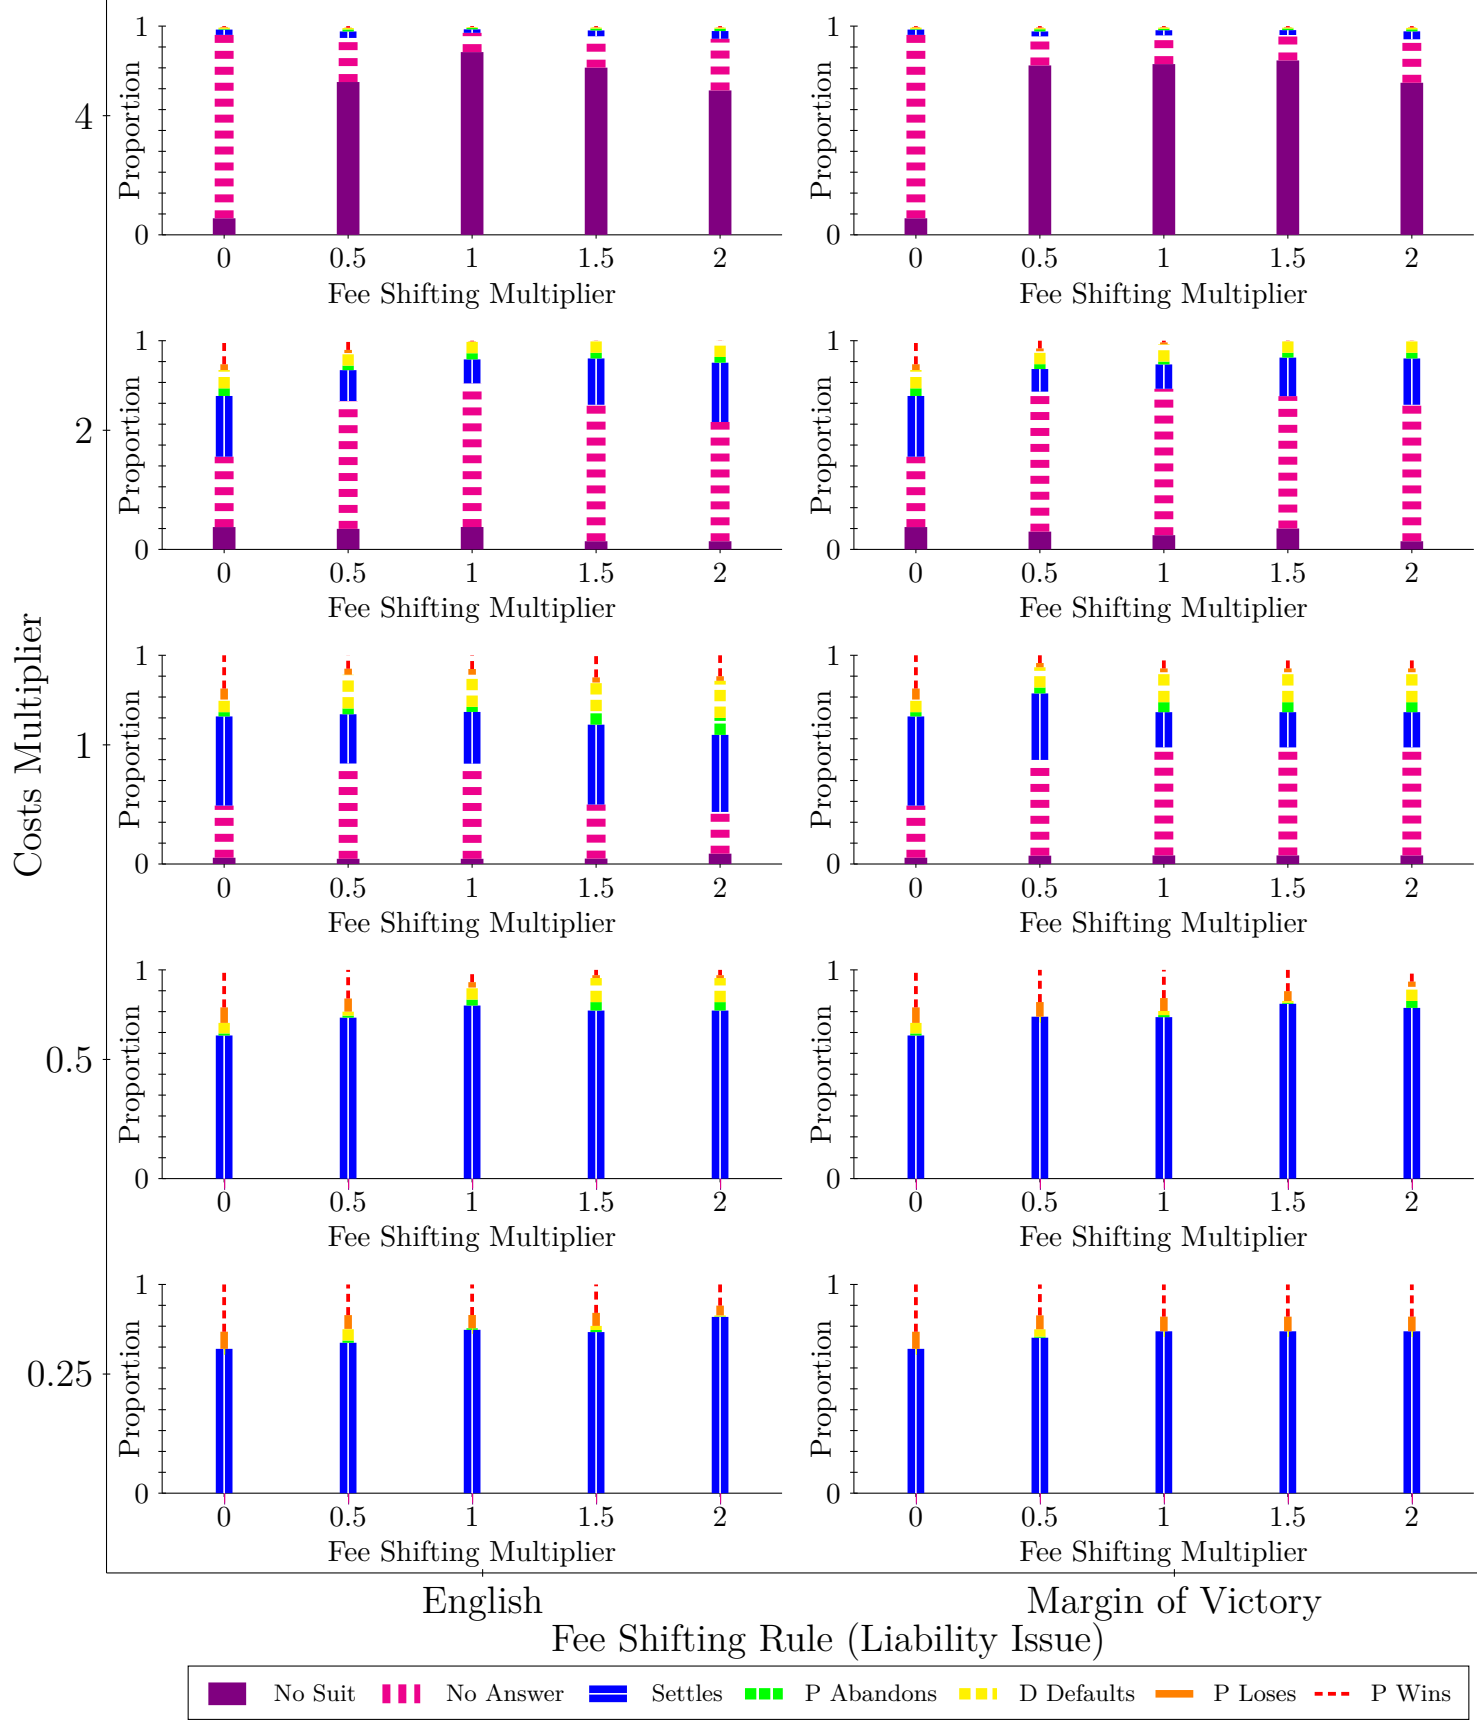 4
Proportion
1
0
0 0.5 1 1.5 2
Fee Shifting Multiplier
Proportion
1
0
0 0.5 1 1.5 2
Fee Shifting Multiplier
2
Proportion
1
0
0 0.5 1 1.5 2
Fee Shifting Multiplier
Proportion
1
0
0 0.5 1 1.5 2
Fee Shifting Multiplier
Costs Multiplier
1
Proportion
1
0
0 0.5 1 1.5 2
Fee Shifting Multiplier
Proportion
1
0
0 0.5 1 1.5 2
Fee Shifting Multiplier
0.5
Proportion
1
0
0 0.5 1 1.5 2
Fee Shifting Multiplier
Proportion
1
0
0 0.5 1 1.5 2
Fee Shifting Multiplier
0.25
Proportion
1
0
0 0.5 1 1.5 2
Fee Shifting Multiplier
Proportion
1
0
0 0.5 1 1.5 2
Fee Shifting Multiplier
English
Margin of Victory
Fee Shifting Rule (Liability Issue)
No Suit No Answer Settles P Abandons D Defaults P Loses P Wins